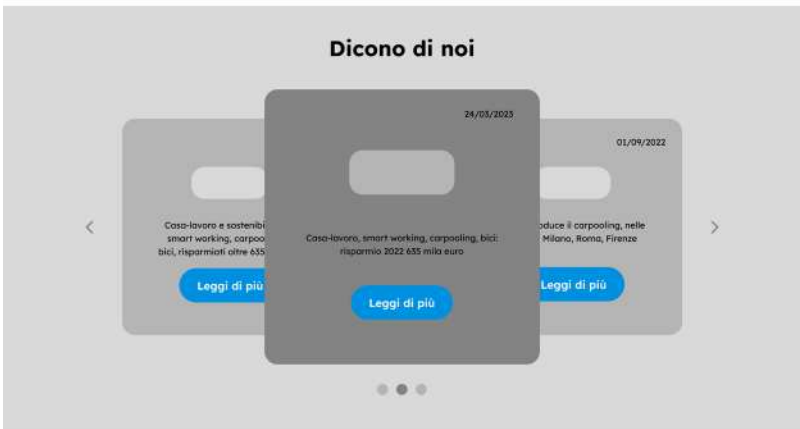 Dicono di noi
24/03/2023
01/09/2022
Casa-lavoro e sostenibi
smart working, carpoo
bici, risparmiati oltre 635
Leggi di più
Casa-lavoro, smart working, carpooling, bici:
risparmio 2022 635 mila euro
Leggi di più
oduce il carpooling, nelle
Milano, Roma, Firenze
Leggi di più